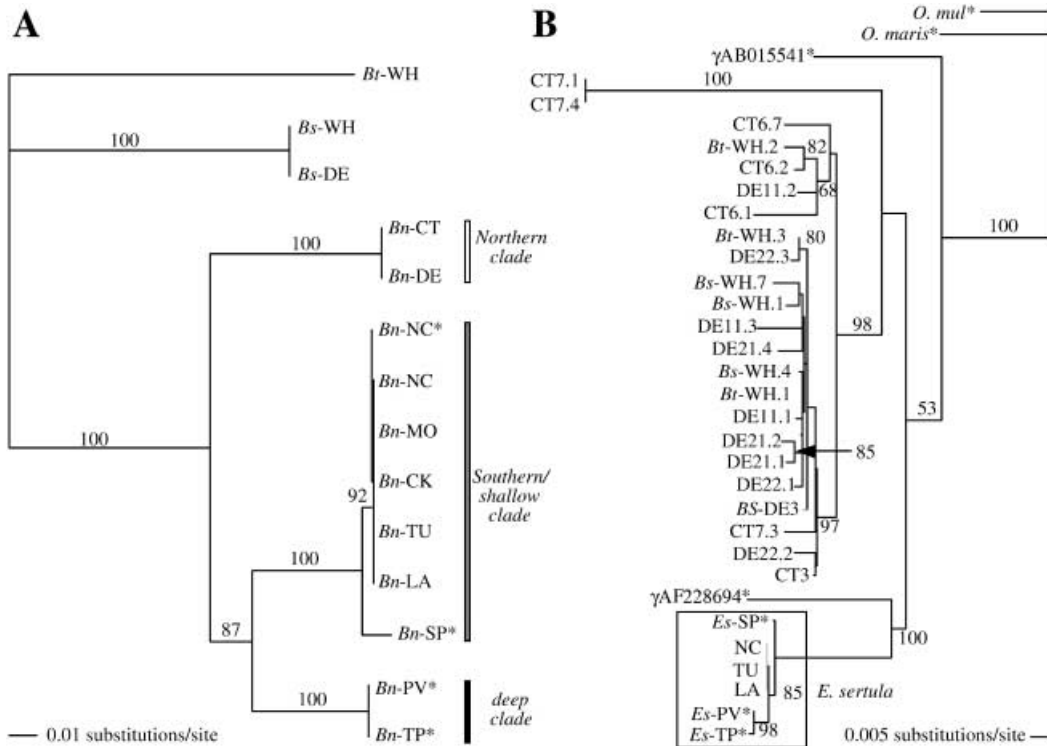 A
Bt-WH
100
Bs-WH
Bs-DE
100
Bn-CT
Bn-DE
Northern
clade
100
Bn-NC*
Bn-NC
Bn-MO
Bn-CK
92
Bn-TU
100
Bn-LA
Southern/
shallow
clade
87
Bn-SP*
100
Bn-PV*
Bn-TP*
deep
clade
0.01 substitutions/site
B
O. mul*
O. maris*
γAB015541*
CT7.1
CT7.4
100
CT6.7
Bt-WH.2
82
CT6.2
DE11.2
68
CT6.1
Bt-WH.3
80
DE22.3
100
Bs-WH.7
Bs-WH.1
DE11.3
98
DE21.4
Bs-WH.4
Bt-WH.1
DE11.1
53
DE21.2
85
DE21.1
DE22.1
BS-DE3
CT7.3
97
DE22.2
CT3
γAF228694*
Es-SP*
100
NC
TU
LA
85
E. sertula
Es-PV*
98
Es-TP*
0.005 substitutions/site